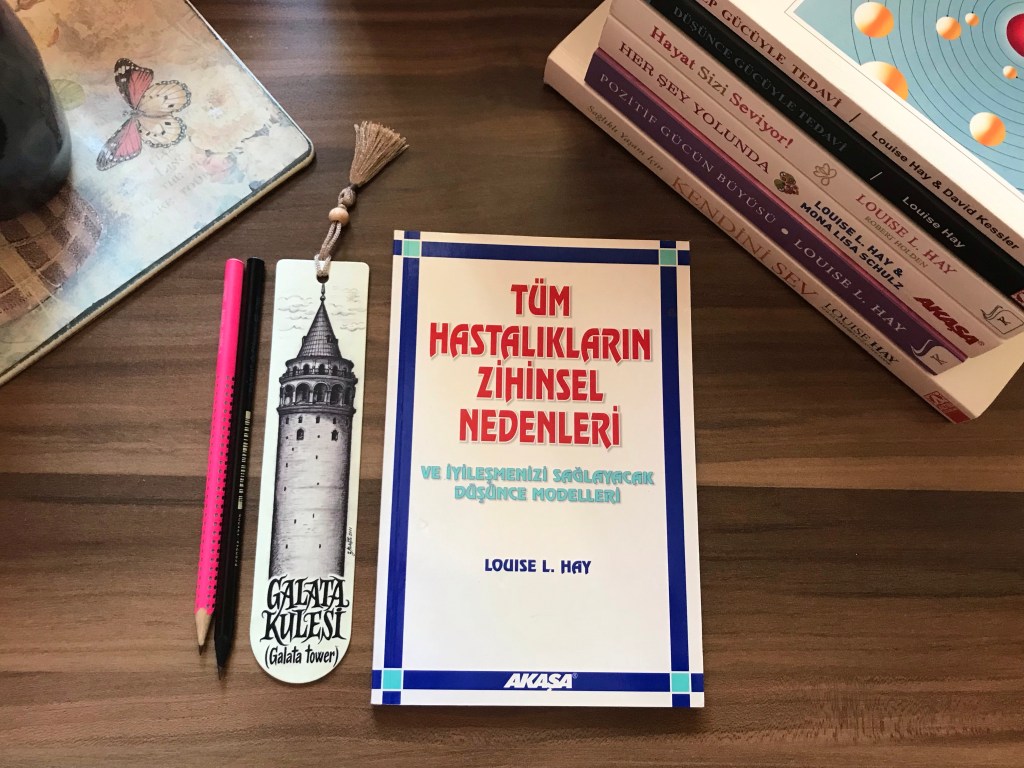 TÜM
HASTALIKLARIN
ZİHİNSEL
NEDENLERİ
VE İYİLEŞMENİZİ SAĞLAYACAK
DÜŞÜNCE MODELLERİ
LOUISE L. HAY
AKAŞA
GALATA
KULESİ
(Galata tower)
GÜCÜYLE TEDAVİ / Louise Hay & David Kessler
DÜŞÜNCE GÜCÜYLE TEDAVİ / Louise Hay
Hayat Sizi Seviyor! LOUISE L. HAY
ROBERT HOLDEN
HER ŞEY YOLUNDA LOUISE L. HAY &
MONA LISA SCHULZ AKAŞA
POZİTİF GÜCÜN BÜYÜSÜ • LOUISE L. HAY
Sağlıklı Yaşam İçin KENDİNİ SEV LOUISE HAY